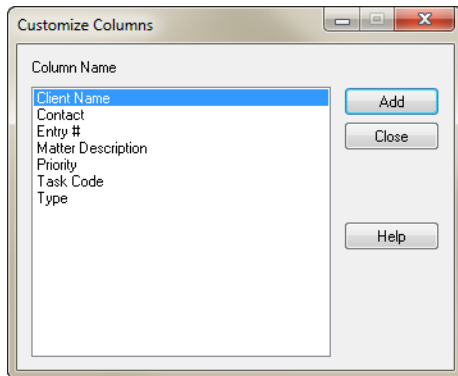 Customize Columns
Column Name
Client Name
Contact
Entry #
Matter Description
Priority
Task Code
Type
Add
Close
Help